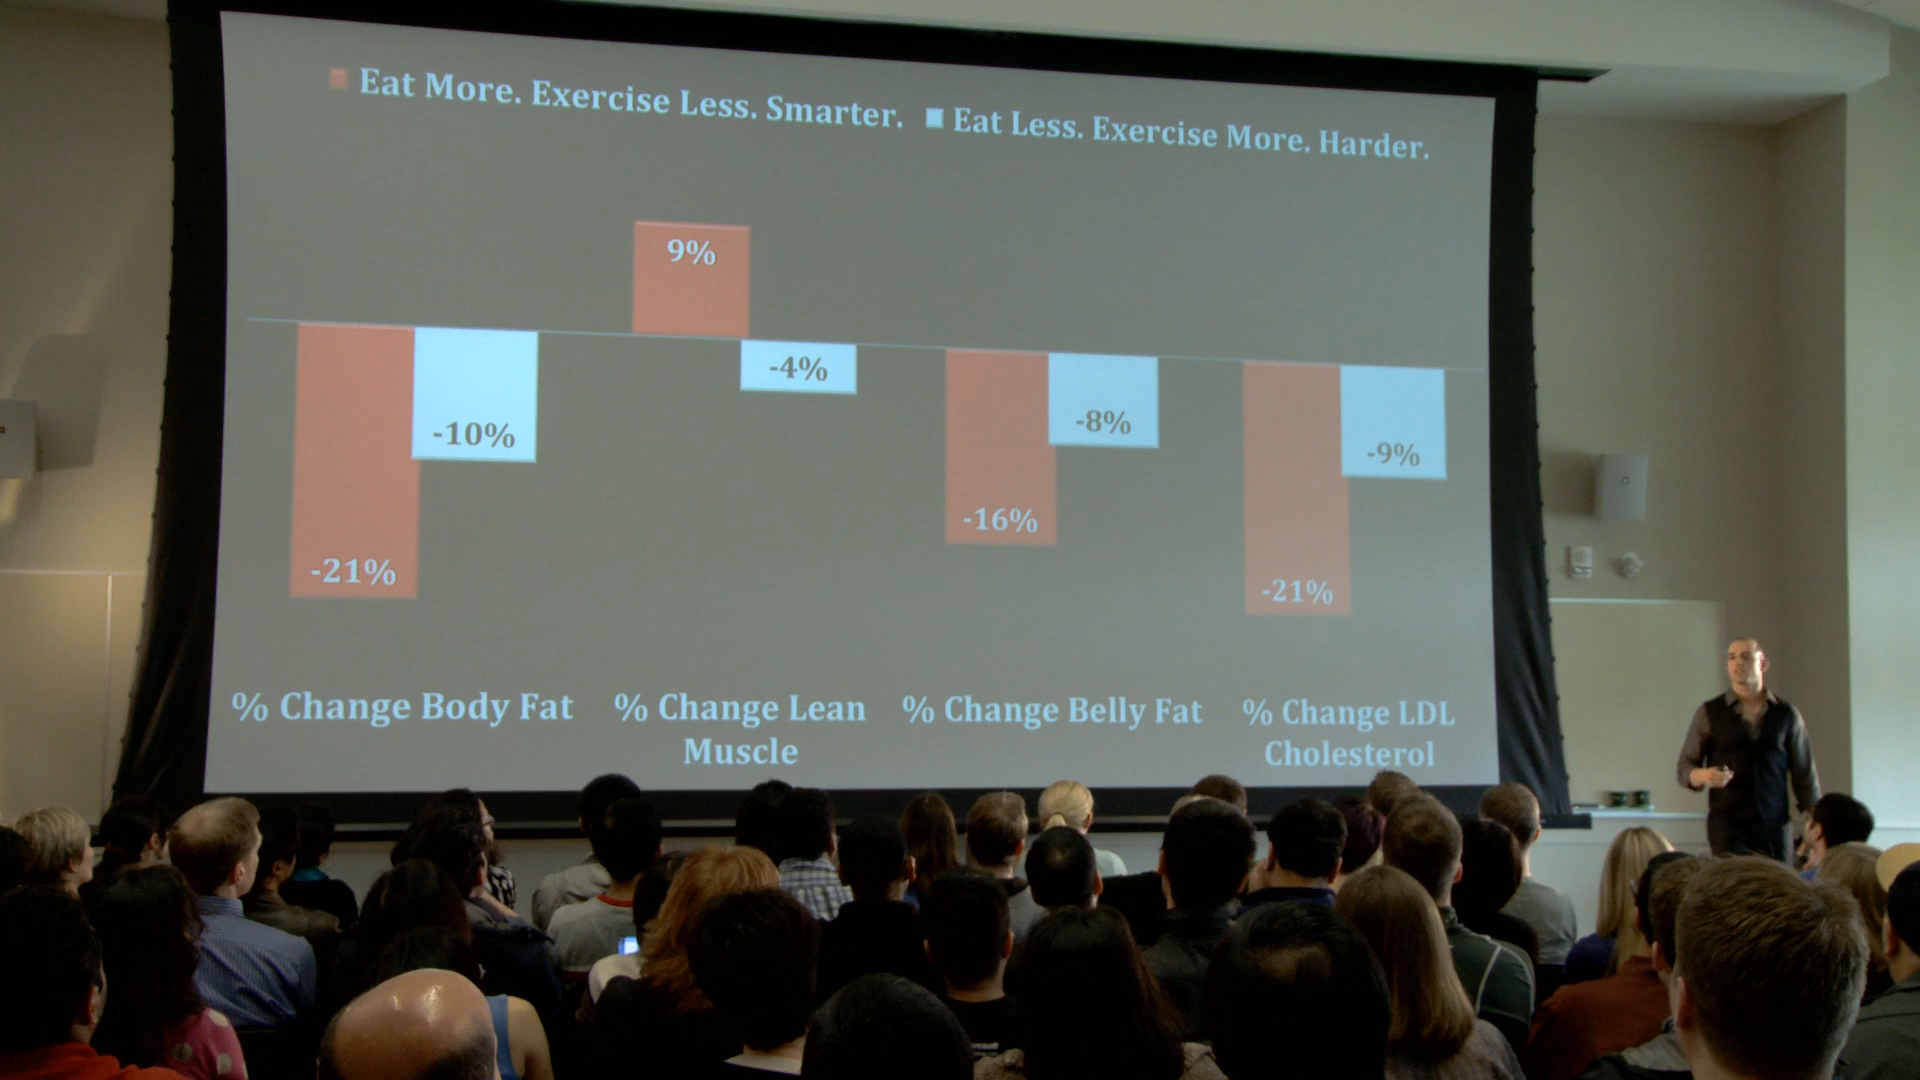 Eat More. Exercise Less. Smarter. Eat Less. Exercise More. Harder.
9%
-4%
-10%
-8%
-9%
-16%
-21%
-21%
% Change Body Fat
% Change Lean
Muscle
% Change Belly Fat
% Change LDL
Cholesterol